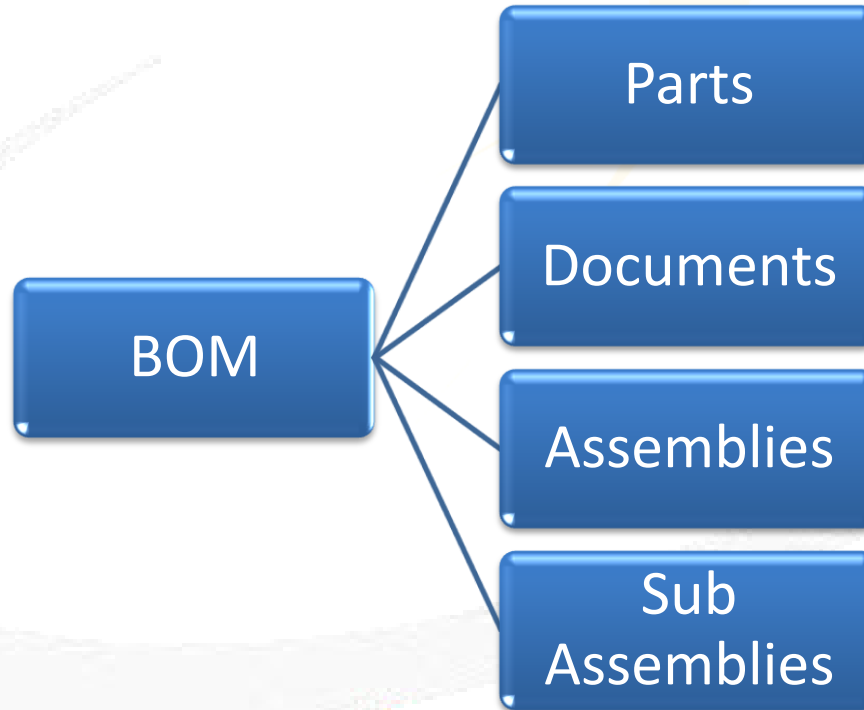 Parts
Documents
BOM
Assemblies
Sub
Assemblies